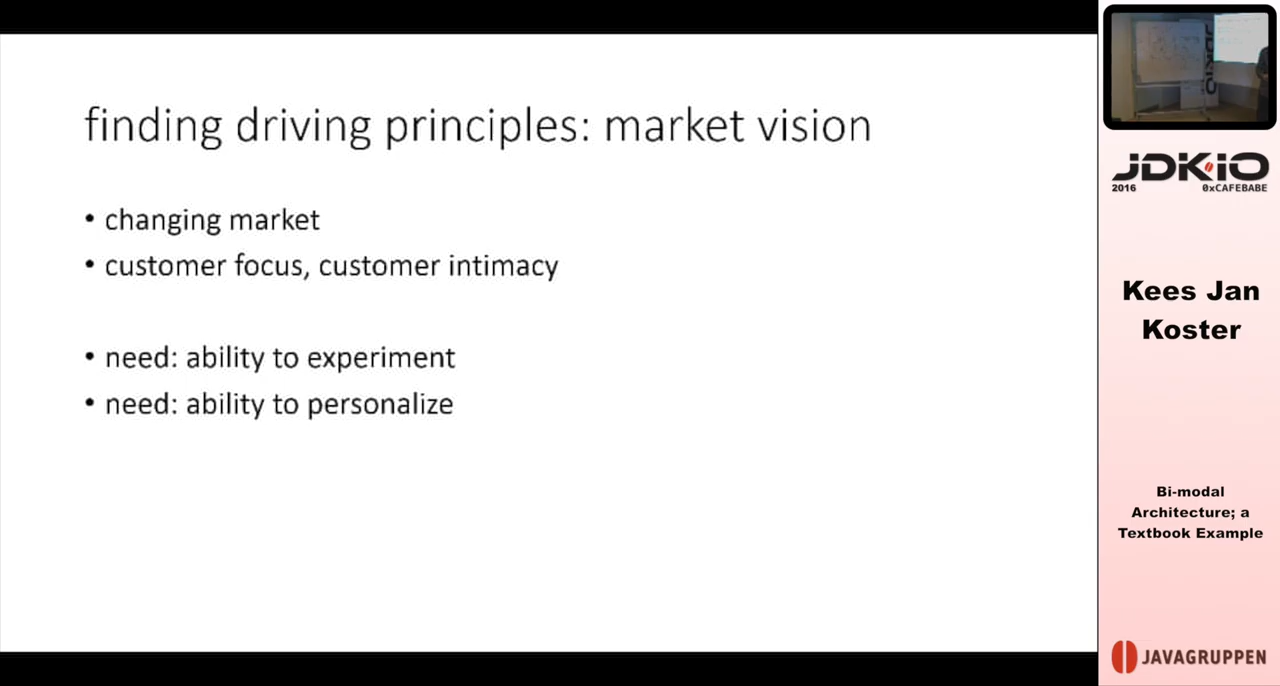 finding driving principles: market vision
• changing market
• customer focus, customer intimacy
• need: ability to experiment
• need: ability to personalize
JDK·IO
2016 0xCAFEBABE
Kees Jan
Koster
Bi-modal
Architecture; a
Textbook Example
JAVAGRUPPEN